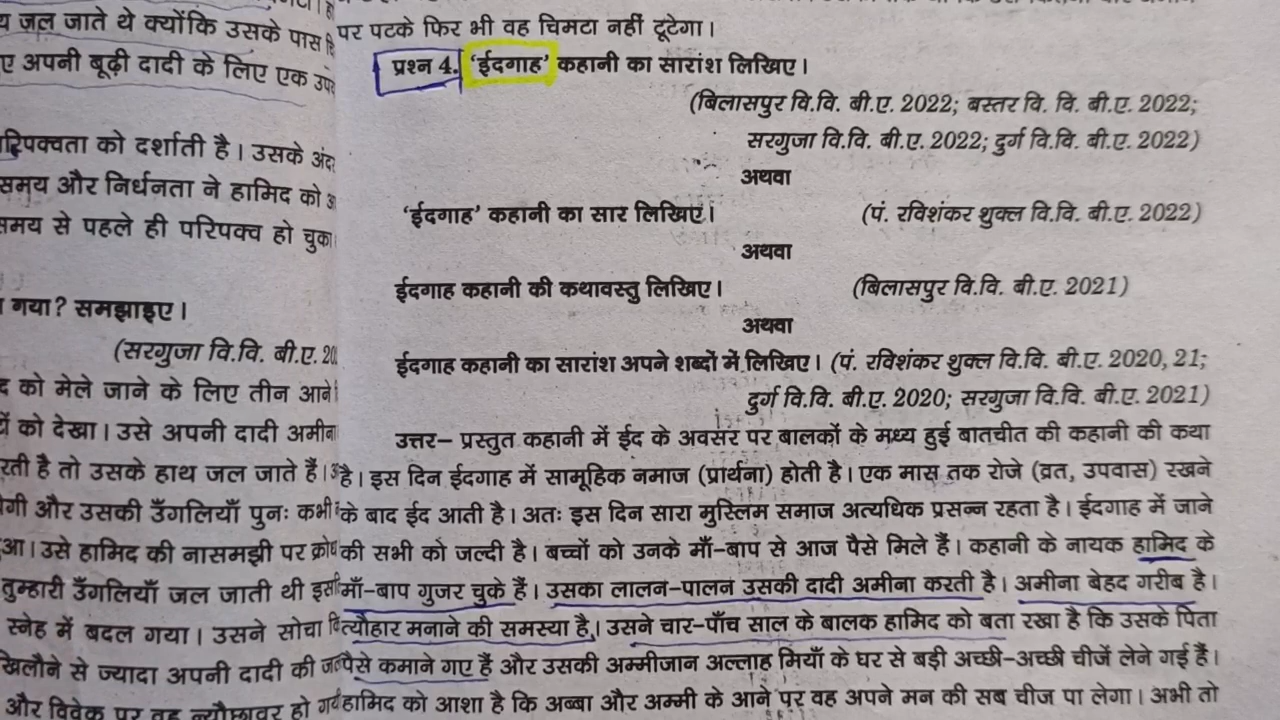 य जल जाते थे क्योंकि उसके पास
ए अपनी बूढ़ी दादी के लिए एक
रिपक्वता को दर्शाती है। उसके
समय और निर्धनता ने हामिद को
समय से पहले ही परिपक्व हो चुका
गया? समझाइए।
(सरगुजा वि.वि. बी.ए.
द को मेले जाने के लिए तीन आने
को देखा। उसे अपनी दादी अमीना
रती है तो उसके हाथ जल जाते हैं।
गी और उसकी उँगलियाँ पुनः कभी
आ। उसे हामिद की नासमझी पर क्रोध
तुम्हारी उँगलियाँ जल जाती थी
स्नेह में बदल गया। उसने सोचा
खिलौने से ज्यादा अपनी दादी की
और विवेक पर वह न्यौछावर हो
पर पटके फिर भी वह चिमटा नहीं टूटेगा।
प्रश्न 4. 'ईदगाह' कहानी का सारांश लिखिए।
(बिलासपुर वि.वि. बी.ए. 2022; बस्तर वि. वि. बी.ए. 2022;
सरगुजा वि.वि. बी.ए. 2022; दुर्ग वि.वि. बी.ए. 2022)
अथवा
'ईदगाह' कहानी का सार लिखिए। (पं. रविशंकर शुक्ल वि.वि. बी.ए. 2022)
अथवा
ईदगाह कहानी की कथावस्तु लिखिए। (बिलासपुर वि.वि. बी.ए. 2021)
अथवा
ईदगाह कहानी का सारांश अपने शब्दों में लिखिए। (पं. रविशंकर शुक्ल वि.वि. बी.ए. 2020, 21;
दुर्ग वि.वि. बी.ए. 2020; सरगुजा वि.वि. बी.ए. 2021)
उत्तर– प्रस्तुत कहानी में ईद के अवसर पर बालकों के मध्य हुई बातचीत की कहानी की कथा
है। इस दिन ईदगाह में सामूहिक नमाज (प्रार्थना) होती है। एक मास तक रोजे (व्रत, उपवास) रखने
के बाद ईद आती है। अतः इस दिन सारा मुस्लिम समाज अत्यधिक प्रसन्न रहता है। ईदगाह में जाने
की सभी को जल्दी है। बच्चों को उनके माँ-बाप से आज पैसे मिले हैं। कहानी के नायक हामिद के
माँ-बाप गुजर चुके हैं। उसका लालन-पालन उसकी दादी अमीना करती है। अमीना बेहद गरीब है।
त्यौहार मनाने की समस्या है। उसने चार-पाँच साल के बालक हामिद को बता रखा है कि उसके पिता
पैसे कमाने गए हैं और उसकी अम्मीजान अल्लाह मियाँ के घर से बड़ी अच्छी-अच्छी चीजें लेने गई हैं।
हामिद को आशा है कि अब्बा और अम्मी के आने पर वह अपने मन की सब चीज पा लेगा। अभी तो